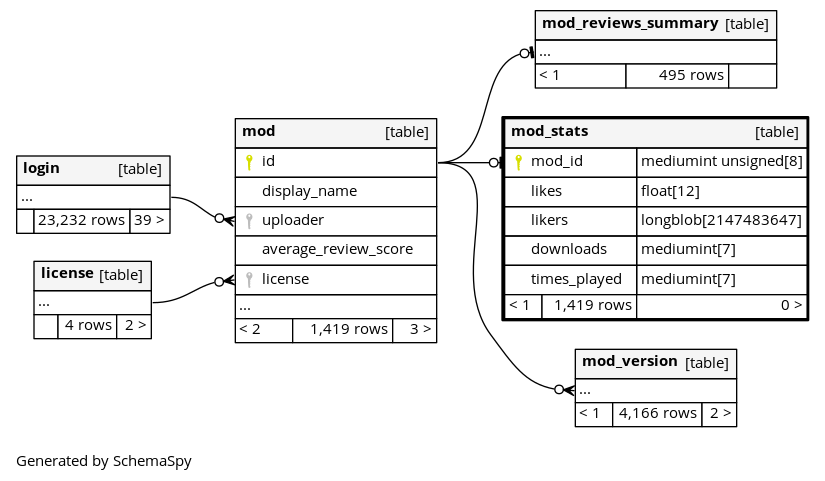 mod_reviews_summary [table]
...
< 1 495 rows
mod [table]
id
display_name
uploader
average_review_score
license
...
< 2 1,419 rows 3 >
mod_stats [table]
mod_id mediumint unsigned[8]
likes float[12]
likers longblob[2147483647]
downloads mediumint[7]
times_played mediumint[7]
< 1 1,419 rows 0 >
login [table]
...
23,232 rows 39 >
license [table]
...
4 rows 2 >
mod_version [table]
...
< 1 4,166 rows 2 >
Generated by SchemaSpy